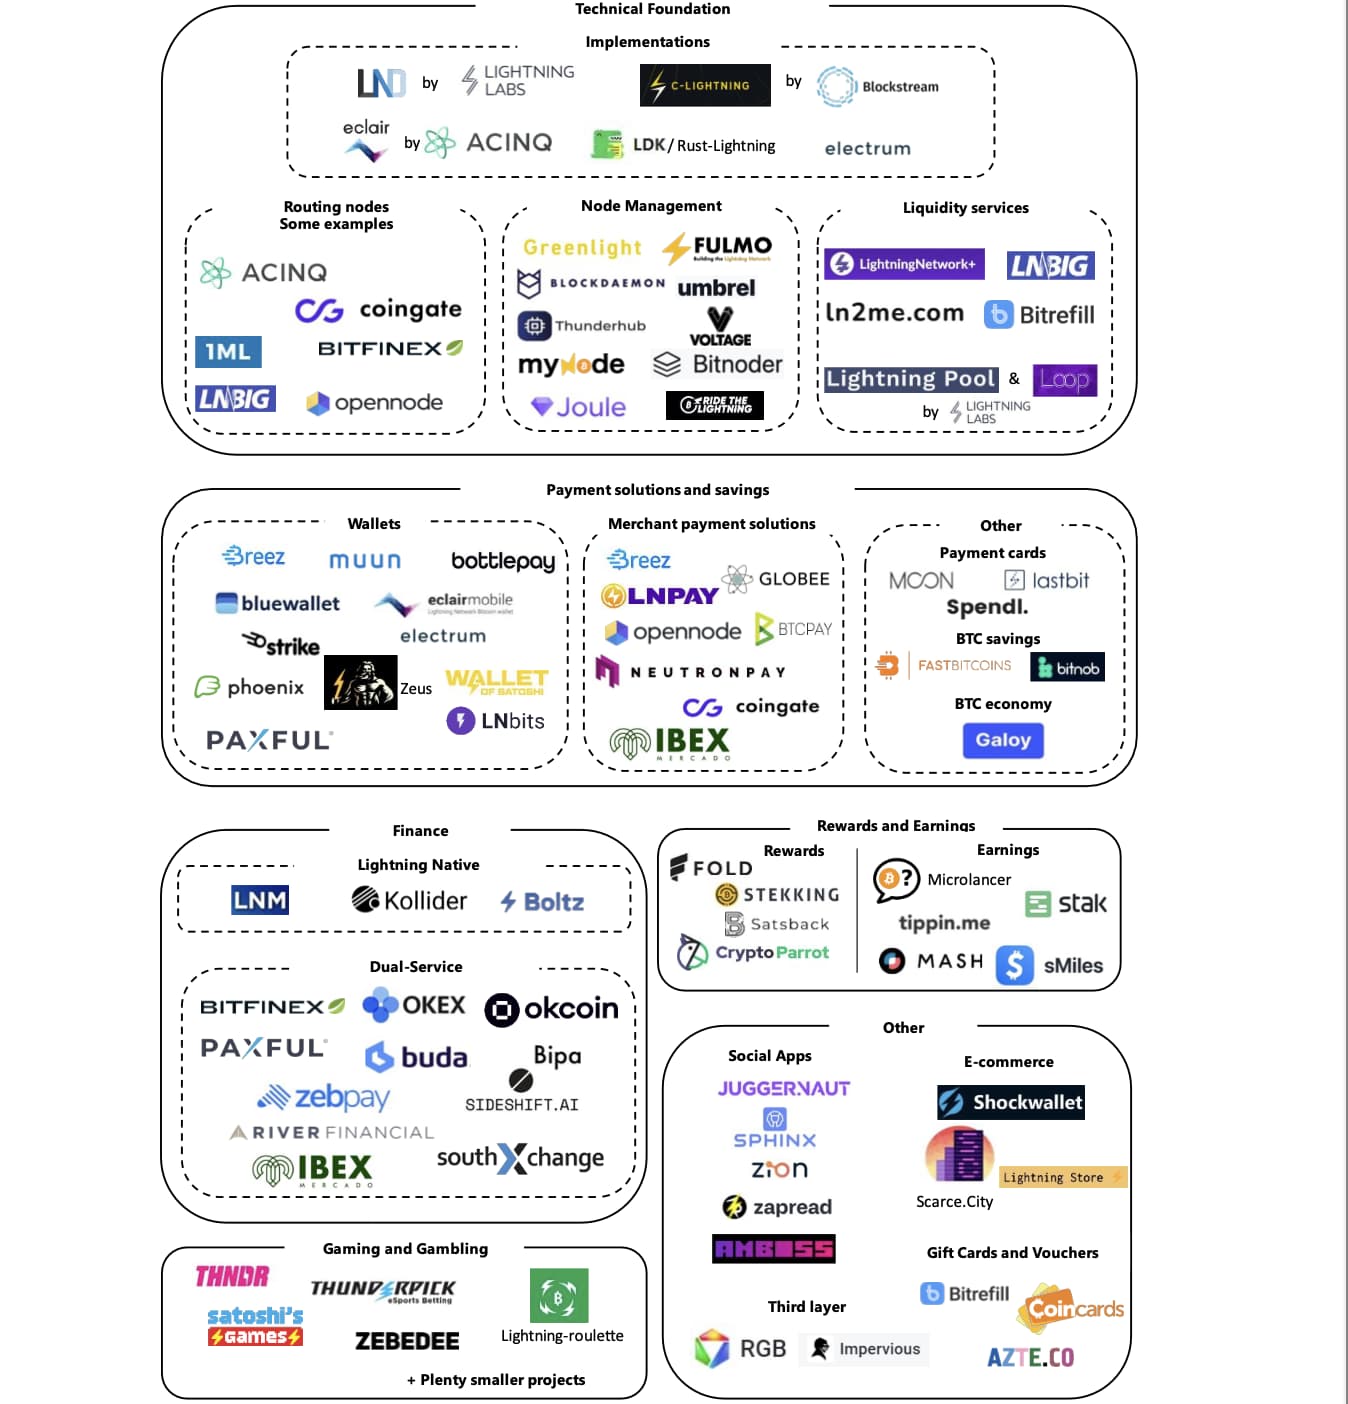 Technical Foundation
Implementations
LND by LIGHTNING LABS
C-LIGHTNING by Blockstream
eclair by ACINQ
LDK / Rust-Lightning
electrum
Routing nodes
Some examples
ACINQ
coingate
1ML
BITFINEX
LNBIG
opennode
Node Management
Greenlight
FULMO
Building the Lightning Network
BLOCKDAEMON
umbrel
Thunderhub
VOLTAGE
myNode
Bitnoder
Joule
RIDE THE LIGHTNING
Liquidity services
LightningNetwork+
LNBIG
ln2me.com
Bitrefill
Lightning Pool & Loop
by LIGHTNING LABS
Payment solutions and savings
Wallets
Breez
muun
bottlepay
bluewallet
eclairmobile
Lightning Network Bitcoin wallet
strike
electrum
phoenix
Zeus
WALLET OF SATOSHI
LNbits
PAXFUL
Merchant payment solutions
Breez
GLOBEE
LNPAY
opennode
BTCPAY
NEUTRONPAY
coingate
IBEX
MERCADO
Other
Payment cards
MOON
lastbit
Spendl.
BTC savings
FASTBITCOINS
bitnob
BTC economy
Galoy
Finance
Lightning Native
LNM
Kollider
Boltz
Dual-Service
BITFINEX
OKEX
okcoin
PAXFUL
buda
Bipa
zebpay
SIDESHIFT.AI
RIVER FINANCIAL
IBEX
MERCADO
southXchange
Rewards and Earnings
Rewards
FOLD
STEKKING
Satsback
CryptoParrot
Earnings
Microlancer
stak
tippin.me
MASH
sMiles
Other
Social Apps
JUGGERNAUT
SPHINX
zion
zapread
AMBOSS
E-commerce
Shockwallet
Lightning Store
Scarce.City
Gift Cards and Vouchers
Bitrefill
Coincards
AZTE.CO
Third layer
RGB
Impervious
Gaming and Gambling
THNDR
THUNDERPICK
eSports Betting
satoshi's
GAMES
ZEBEDEE
Lightning-roulette
+ Plenty smaller projects